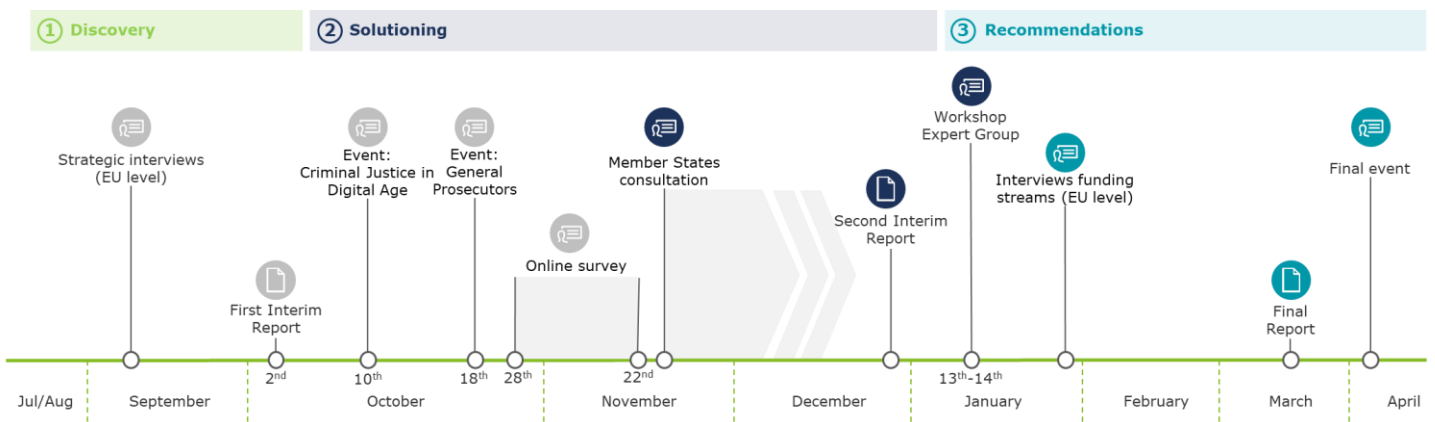 1 Discovery
2 Solutioning
3 Recommendations
Strategic interviews
(EU level)
First Interim
Report
Event:
Criminal Justice in
Digital Age
Event:
General
Prosecutors
Online survey
Member States
consultation
Second Interim
Report
Workshop
Expert Group
Interviews funding
streams (EU level)
Final
Report
Final event
2nd
10th
18th
28th
22nd
13th-14th
Jul/Aug
September
October
November
December
January
February
March
April